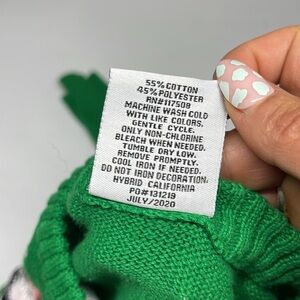 55% COTTON
45% POLYESTER
RN#117509
MACHINE WASH COLD
WITH LIKE COLORS.
GENTLE CYCLE.
ONLY NON-CHLORINE
BLEACH WHEN NEEDED.
TUMBLE DRY LOW.
REMOVE PROMPTLY.
COOL IRON IF NEEDED.
DO NOT IRON DECORATION.
HYBRID CALIFORNIA
PO#131219
JULY/2020